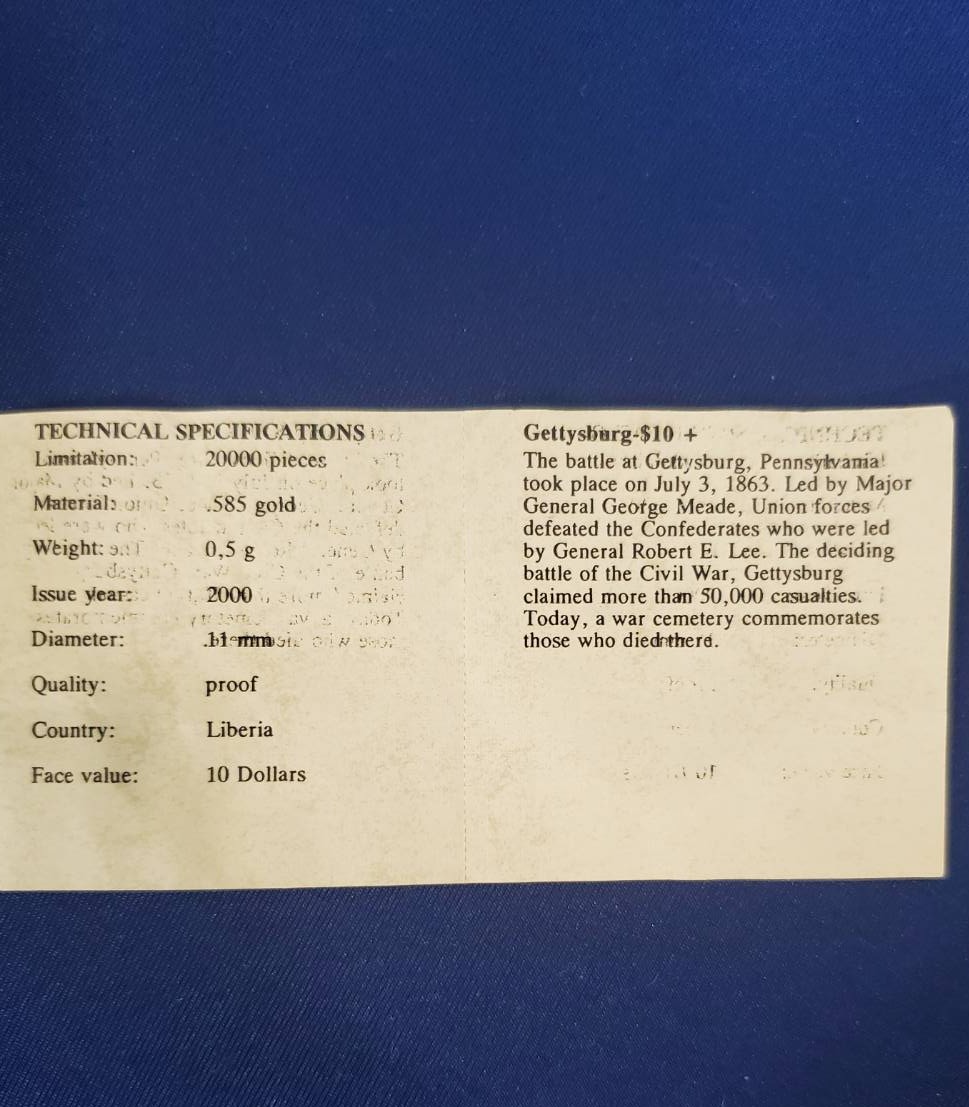 TECHNICAL SPECIFICATIONS
Limitation: 20000 pieces
Material: .585 gold
Weight: 0,5 g
Issue year: 2000
Diameter: 11 mm
Quality: proof
Country: Liberia
Face value: 10 Dollars
Gettysburg-$10 +
The battle at Gettysburg, Pennsylvania
took place on July 3, 1863. Led by Major
General George Meade, Union forces
defeated the Confederates who were led
by General Robert E. Lee. The deciding
battle of the Civil War, Gettysburg
claimed more than 50,000 casualties.
Today, a war cemetery commemorates
those who died there.